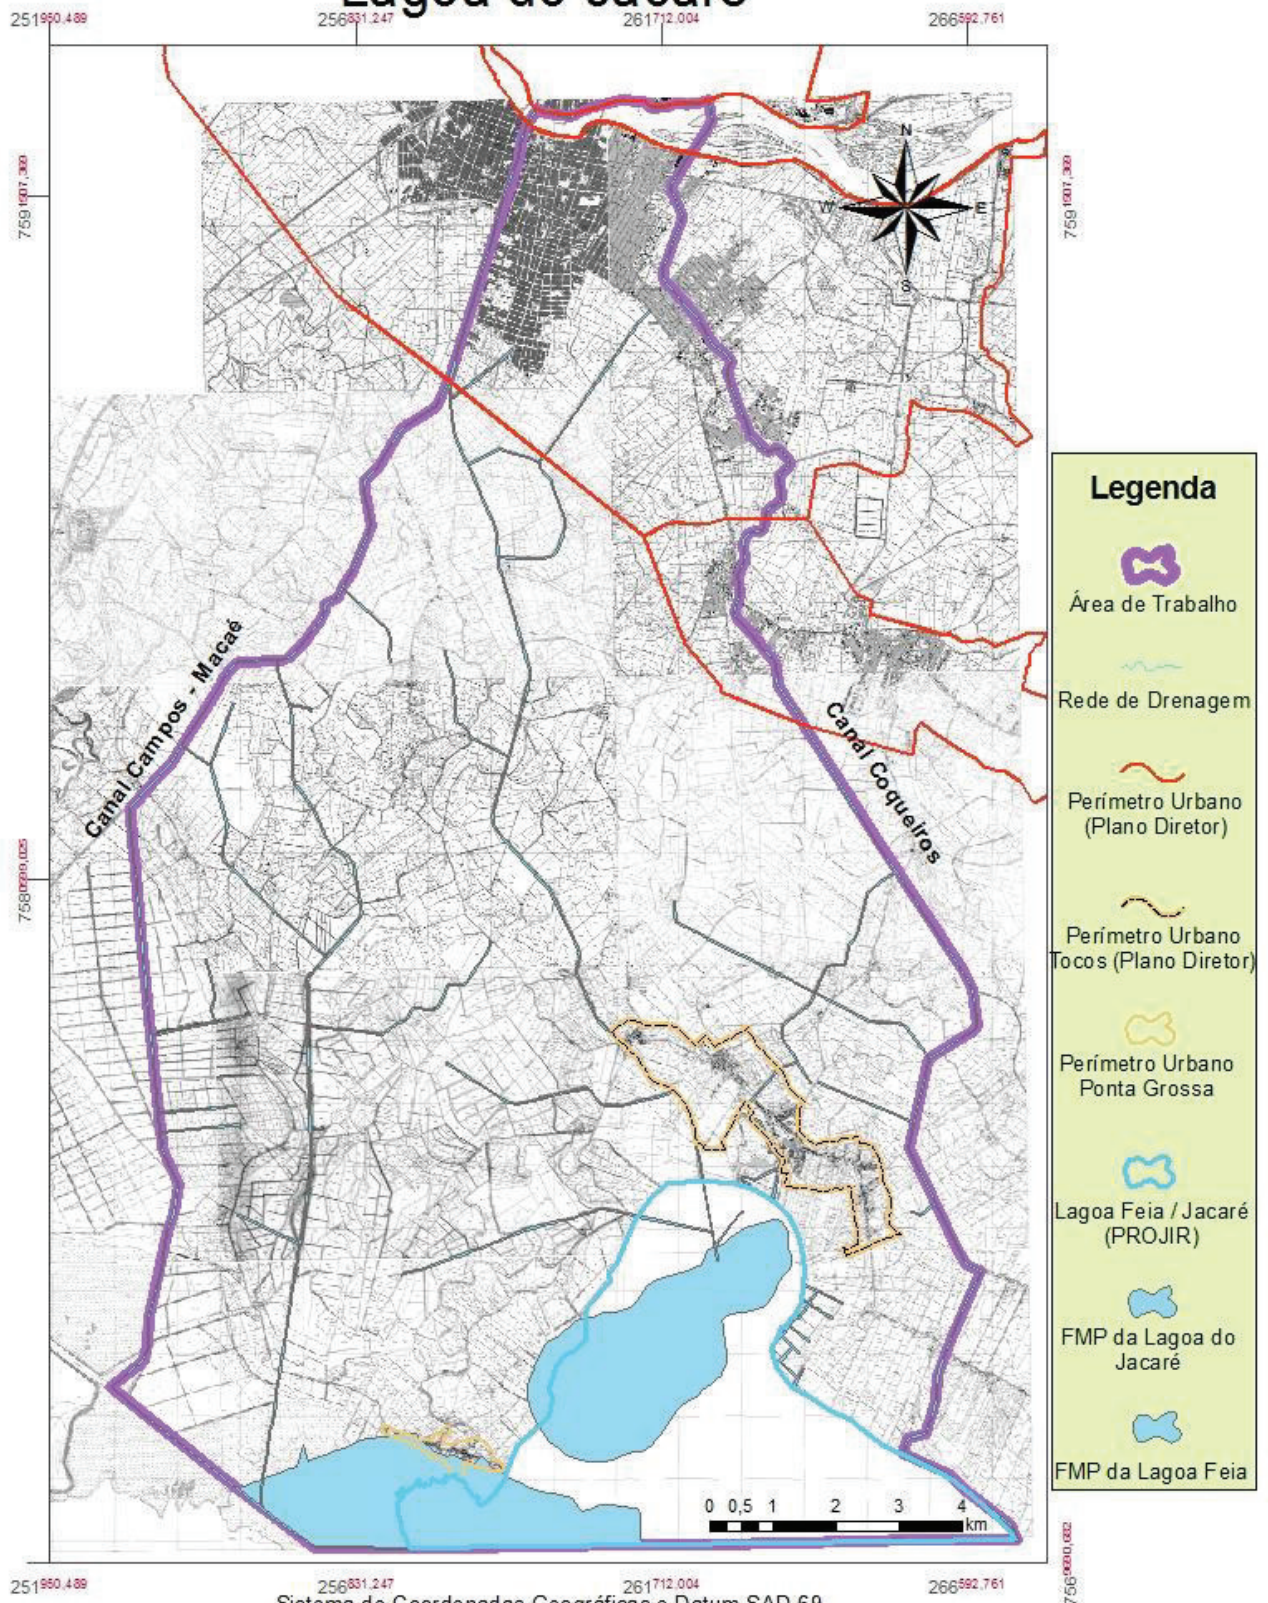 Lagoa do Jacaré
251950,489 256831,247 261712,004 266592,761
7591507,369
7591507,369
N
W
E
S
Canal Campos - Macaé
Canal Coqueiros
Legenda
Área de Trabalho
Rede de Drenagem
Perímetro Urbano
(Plano Diretor)
Perímetro Urbano
Tocos (Plano Diretor)
Perímetro Urbano
Ponta Grossa
Lagoa Feia / Jacaré
(PROJIR)
FMP da Lagoa do
Jacaré
FMP da Lagoa Feia
0 0,5 1 2 3 4
km
251950,489 256831,247 261712,004 266592,761
Sistema de Coordenadas Geográficas e Datum SAD 69